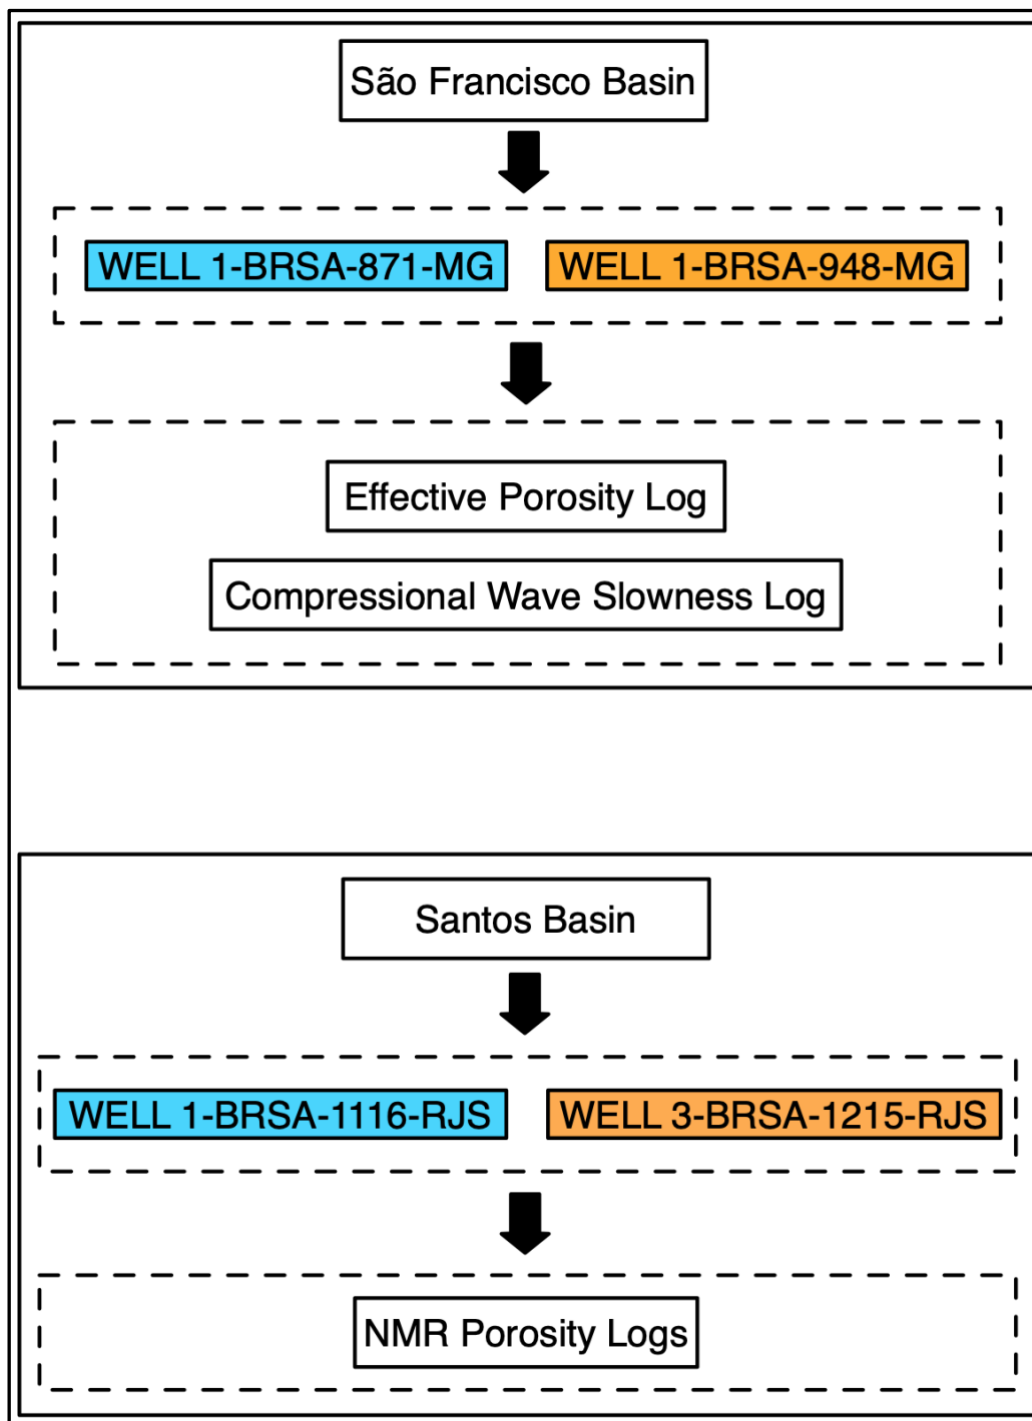 São Francisco Basin
WELL 1-BRSA-871-MG
WELL 1-BRSA-948-MG
Effective Porosity Log
Compressional Wave Slowness Log
Santos Basin
WELL 1-BRSA-1116-RJS
WELL 3-BRSA-1215-RJS
NMR Porosity Logs